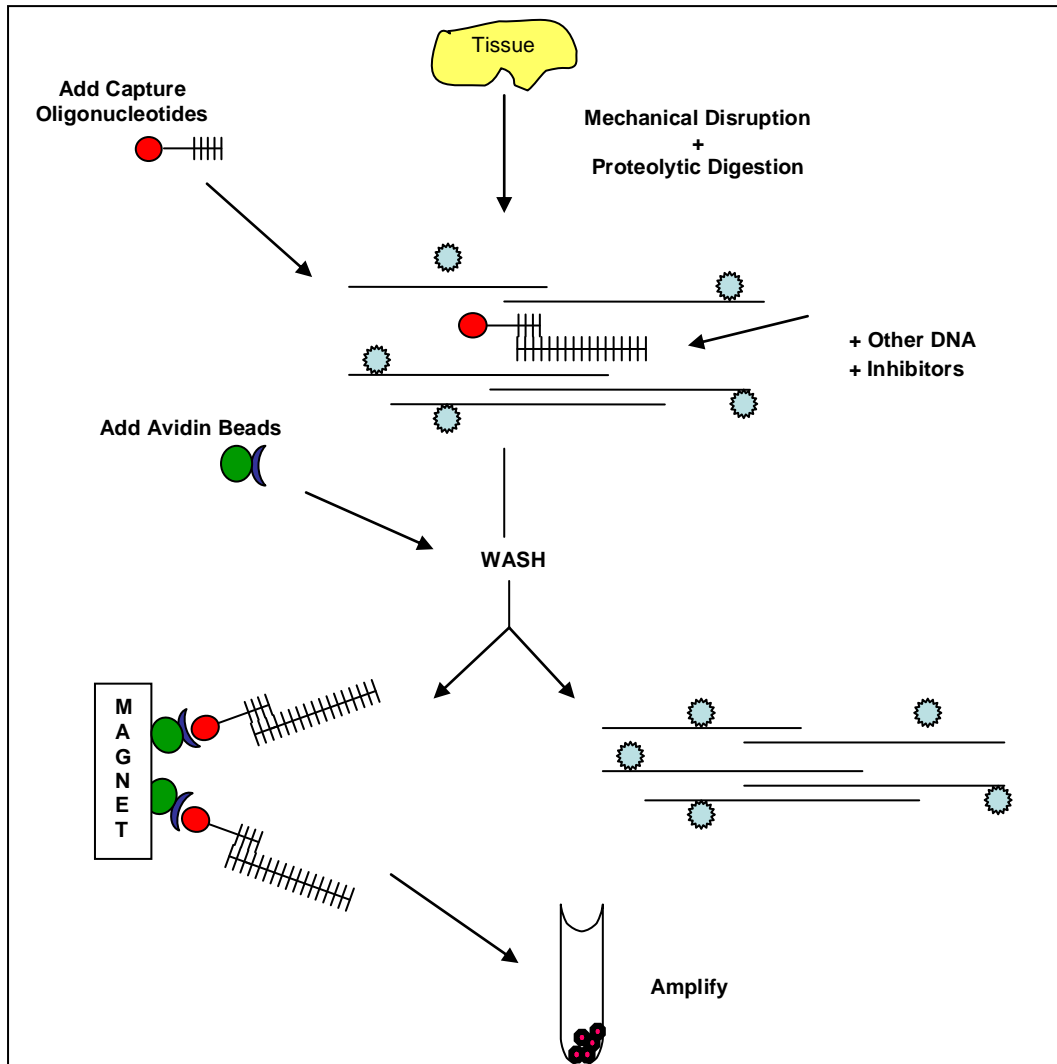 Tissue
Add Capture
Oligonucleotides
Mechanical Disruption
+
Proteolytic Digestion
+ Other DNA
+ Inhibitors
Add Avidin Beads
WASH
M
A
G
N
E
T
Amplify